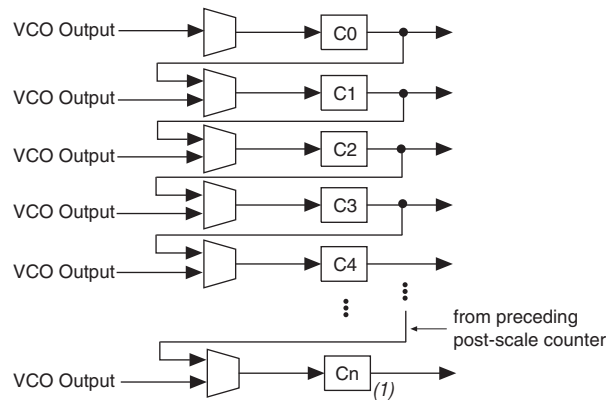 VCO Output
C0
VCO Output
C1
VCO Output
C2
VCO Output
C3
VCO Output
C4
from preceding
post-scale counter
VCO Output
Cn
(1)